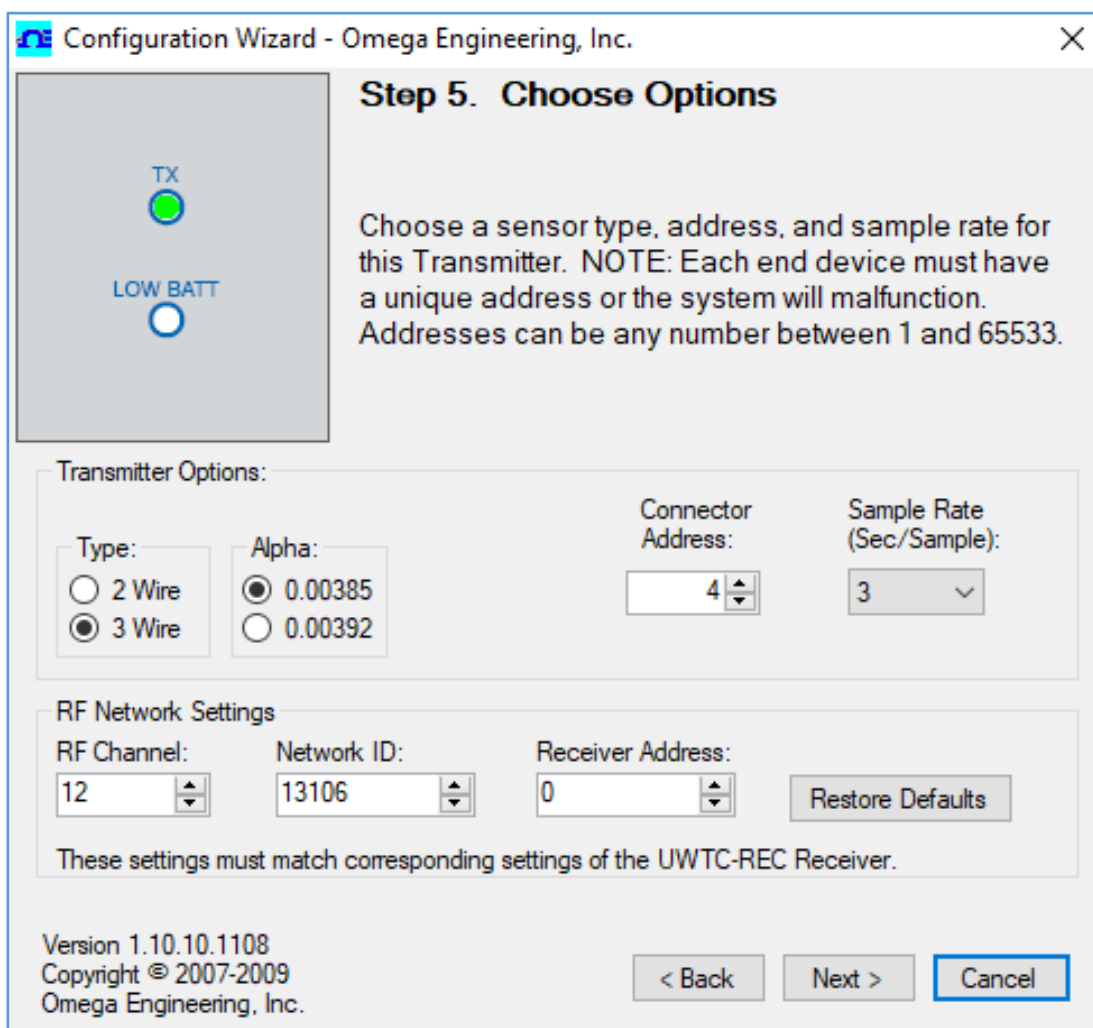 Configuration Wizard - Omega Engineering, Inc.
Step 5. Choose Options
TX
LOW BATT
Choose a sensor type, address, and sample rate for
this Transmitter. NOTE: Each end device must have
a unique address or the system will malfunction.
Addresses can be any number between 1 and 65533.
Transmitter Options:
Type:
2 Wire
3 Wire
Alpha:
0.00385
0.00392
Connector
Address:
4
Sample Rate
(Sec/Sample):
3
RF Network Settings
RF Channel:
12
Network ID:
13106
Receiver Address:
0
Restore Defaults
These settings must match corresponding settings of the UWTC-REC Receiver.
Version 1.10.10.1108
Copyright © 2007-2009
Omega Engineering, Inc.
< Back
Next >
Cancel